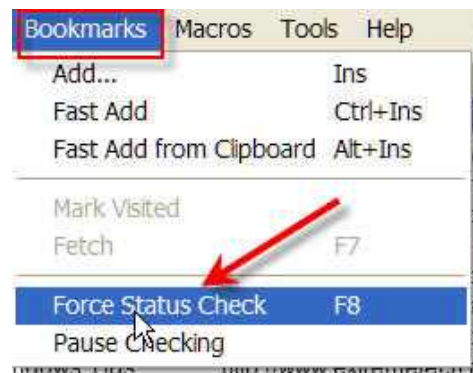 Bookmarks Macros Tools Help
Add... Ins
Fast Add Ctrl+Ins
Fast Add from Clipboard Alt+Ins
Mark Visited
Fetch F7
Force Status Check F8
Pause Checking